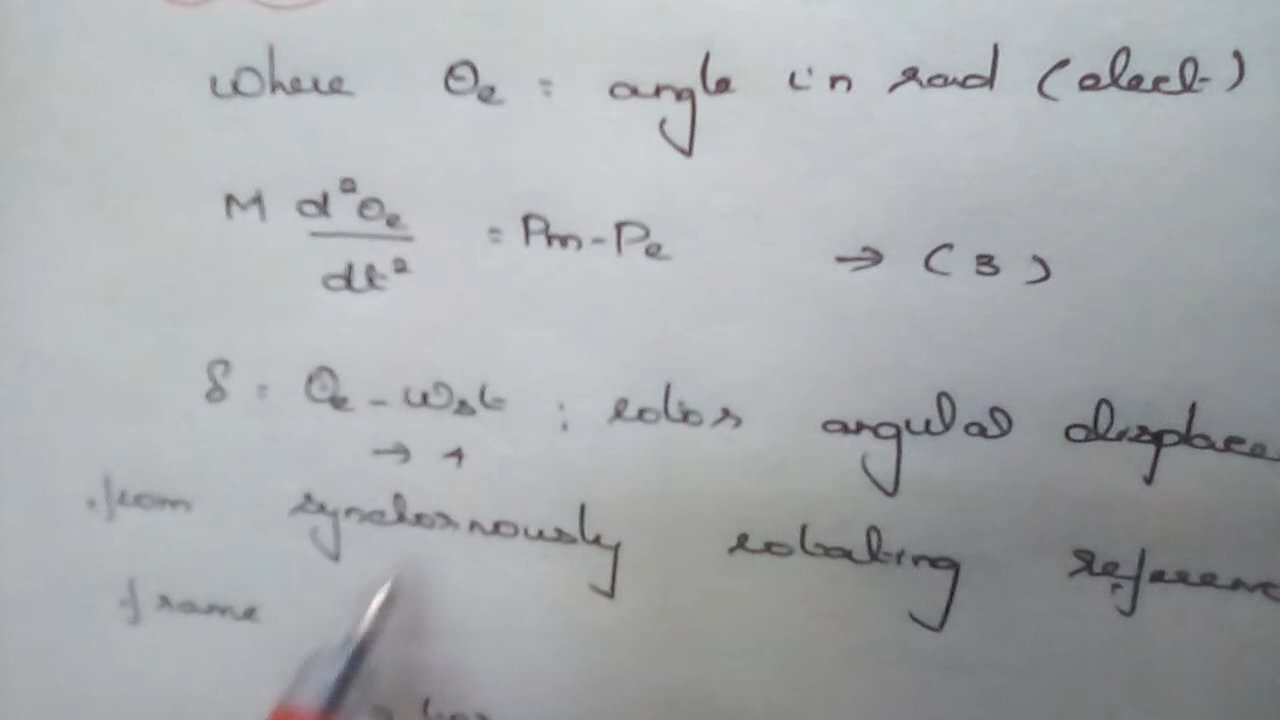 where θe = angle in rad (elect.)
M d²θe/dt² = Pm - Pe → (3)
δ = θe - ωst : rotor angular displace
→ 4
from synchronously rotating referenc
frame